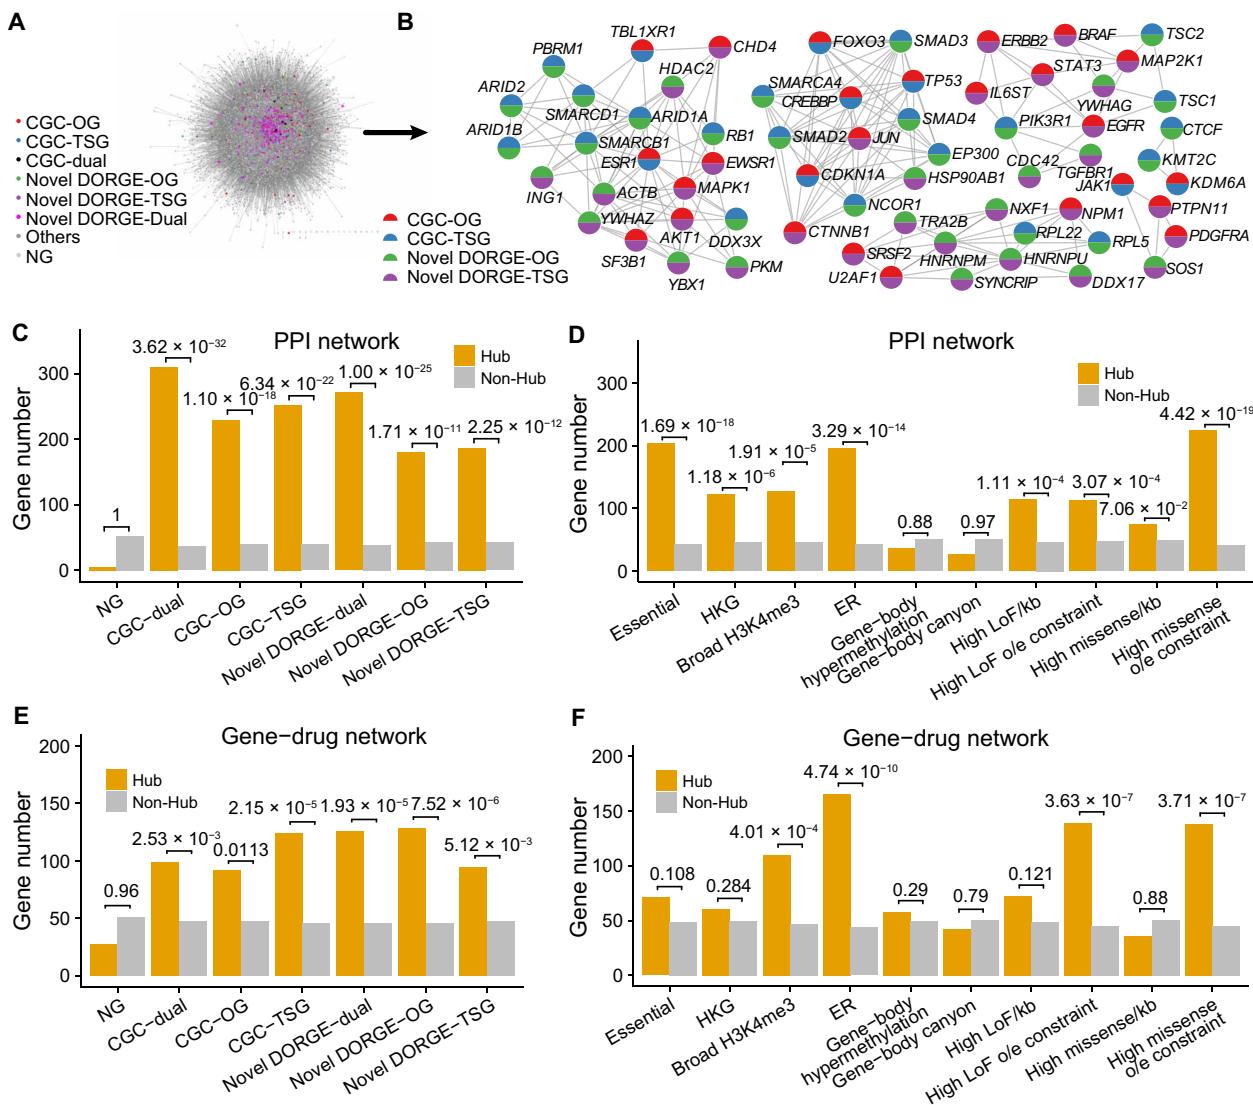 A
CGC-OG
CGC-TSG
CGC-dual
Novel DORGE-OG
Novel DORGE-TSG
Novel DORGE-Dual
Others
NG
B
TBL1XR1
CHD4
PBRM1
HDAC2
ARID2
SMARCD1
ARID1A
ARID1B
SMARCB1
RB1
ESR1
EWSR1
ING1
ACTB
MAPK1
YWHAZ
AKT1
DDX3X
SF3B1
YBX1
PKM
CGC-OG
CGC-TSG
Novel DORGE-OG
Novel DORGE-TSG
FOXO3
SMAD3
SMARCA4
TP53
CREBBP
SMAD4
SMAD2
JUN
EP300
CDKN1A
HSP90AB1
NCOR1
CTNNB1
ERBB2
BRAF
TSC2
STAT3
MAP2K1
IL6ST
YWHAG
TSC1
PIK3R1
EGFR
CTCF
CDC42
TGFBR1
KMT2C
JAK1
KDM6A
PTPN11
PDGFRA
SOS1
TRA2B
NXF1
NPM1
RPL22
RPL5
SRSF2
HNRNPM
HNRNPU
U2AF1
SYNCRIP
DDX17
C
PPI network
Gene number
300
200
100
0
Hub
Non-Hub
1
3.62 × 10−32
1.10 × 10−18
6.34 × 10−22
1.00 × 10−25
1.71 × 10−11
2.25 × 10−12
NG
CGC−dual
CGC−OG
CGC−TSG
Novel DORGE−dual
Novel DORGE−OG
Novel DORGE−TSG
D
PPI network
Gene number
300
200
100
0
Hub
Non-Hub
1.69 × 10−18
1.18 × 10−6
1.91 × 10−5
3.29 × 10−14
0.88
0.97
1.11 × 10−4
3.07 × 10−4
7.06 × 10−2
4.42 × 10−19
Essential
HKG
Broad H3K4me3
ER
Gene−body
hypermethylation
Gene−body canyon
High LoF/kb
High LoF o/e constraint
High missense/kb
High missense
o/e constraint
E
Gene−drug network
Gene number
200
150
100
50
0
Hub
Non-Hub
0.96
2.53 × 10−3
0.0113
2.15 × 10−5
1.93 × 10−5
7.52 × 10−6
5.12 × 10−3
NG
CGC−dual
CGC−OG
CGC−TSG
Novel DORGE−dual
Novel DORGE−OG
Novel DORGE−TSG
F
Gene−drug network
Gene number
200
150
100
50
0
Hub
Non-Hub
0.108
0.284
4.01 × 10−4
4.74 × 10−10
0.29
0.79
0.121
3.63 × 10−7
0.88
3.71 × 10−7
Essential
HKG
Broad H3K4me3
ER
Gene−body
hypermethylation
Gene−body canyon
High LoF/kb
High LoF o/e constraint
High missense/kb
High missense
o/e constraint